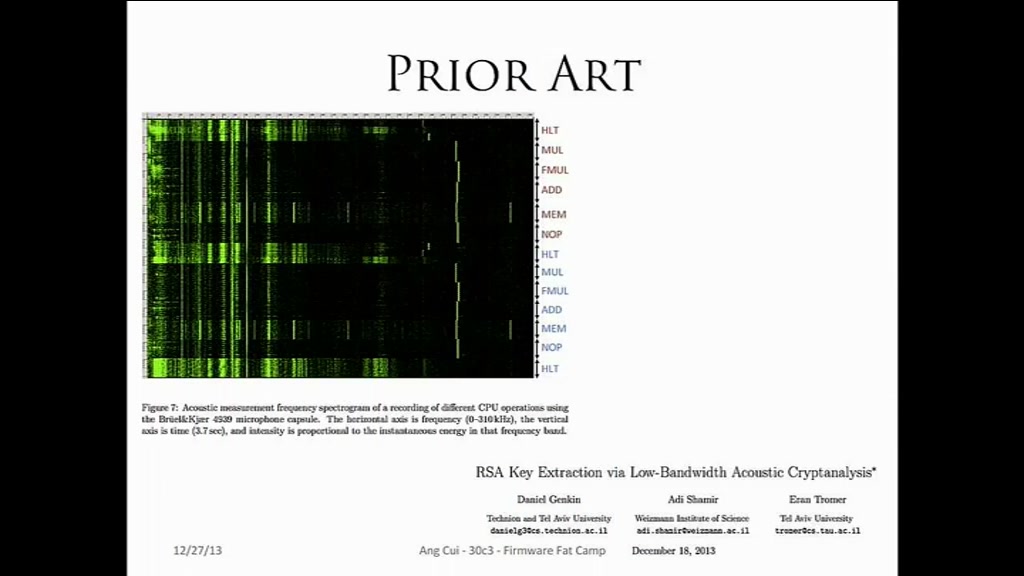 PRIOR ART
HLT
MUL
FMUL
ADD
MEM
NOP
HLT
MUL
FMUL
ADD
MEM
NOP
HLT
Figure 7: Acoustic measurement frequency spectrogram of a recording of different CPU operations using
the Brüel&Kjær 4939 microphone capsule. The horizontal axis is frequency (0–310kHz), the vertical
axis is time (3.7 sec), and intensity is proportional to the instantaneous energy in that frequency band.
RSA Key Extraction via Low-Bandwidth Acoustic Cryptanalysis*
Daniel Genkin Adi Shamir Eran Tromer
Technion and Tel Aviv University Weizmann Institute of Science Tel Aviv University
danielg3@cs.technion.ac.il adi.shamir@weizmann.ac.il tromer@cs.tau.ac.il
12/27/13 Ang Cui - 30c3 - Firmware Fat Camp December 18, 2013